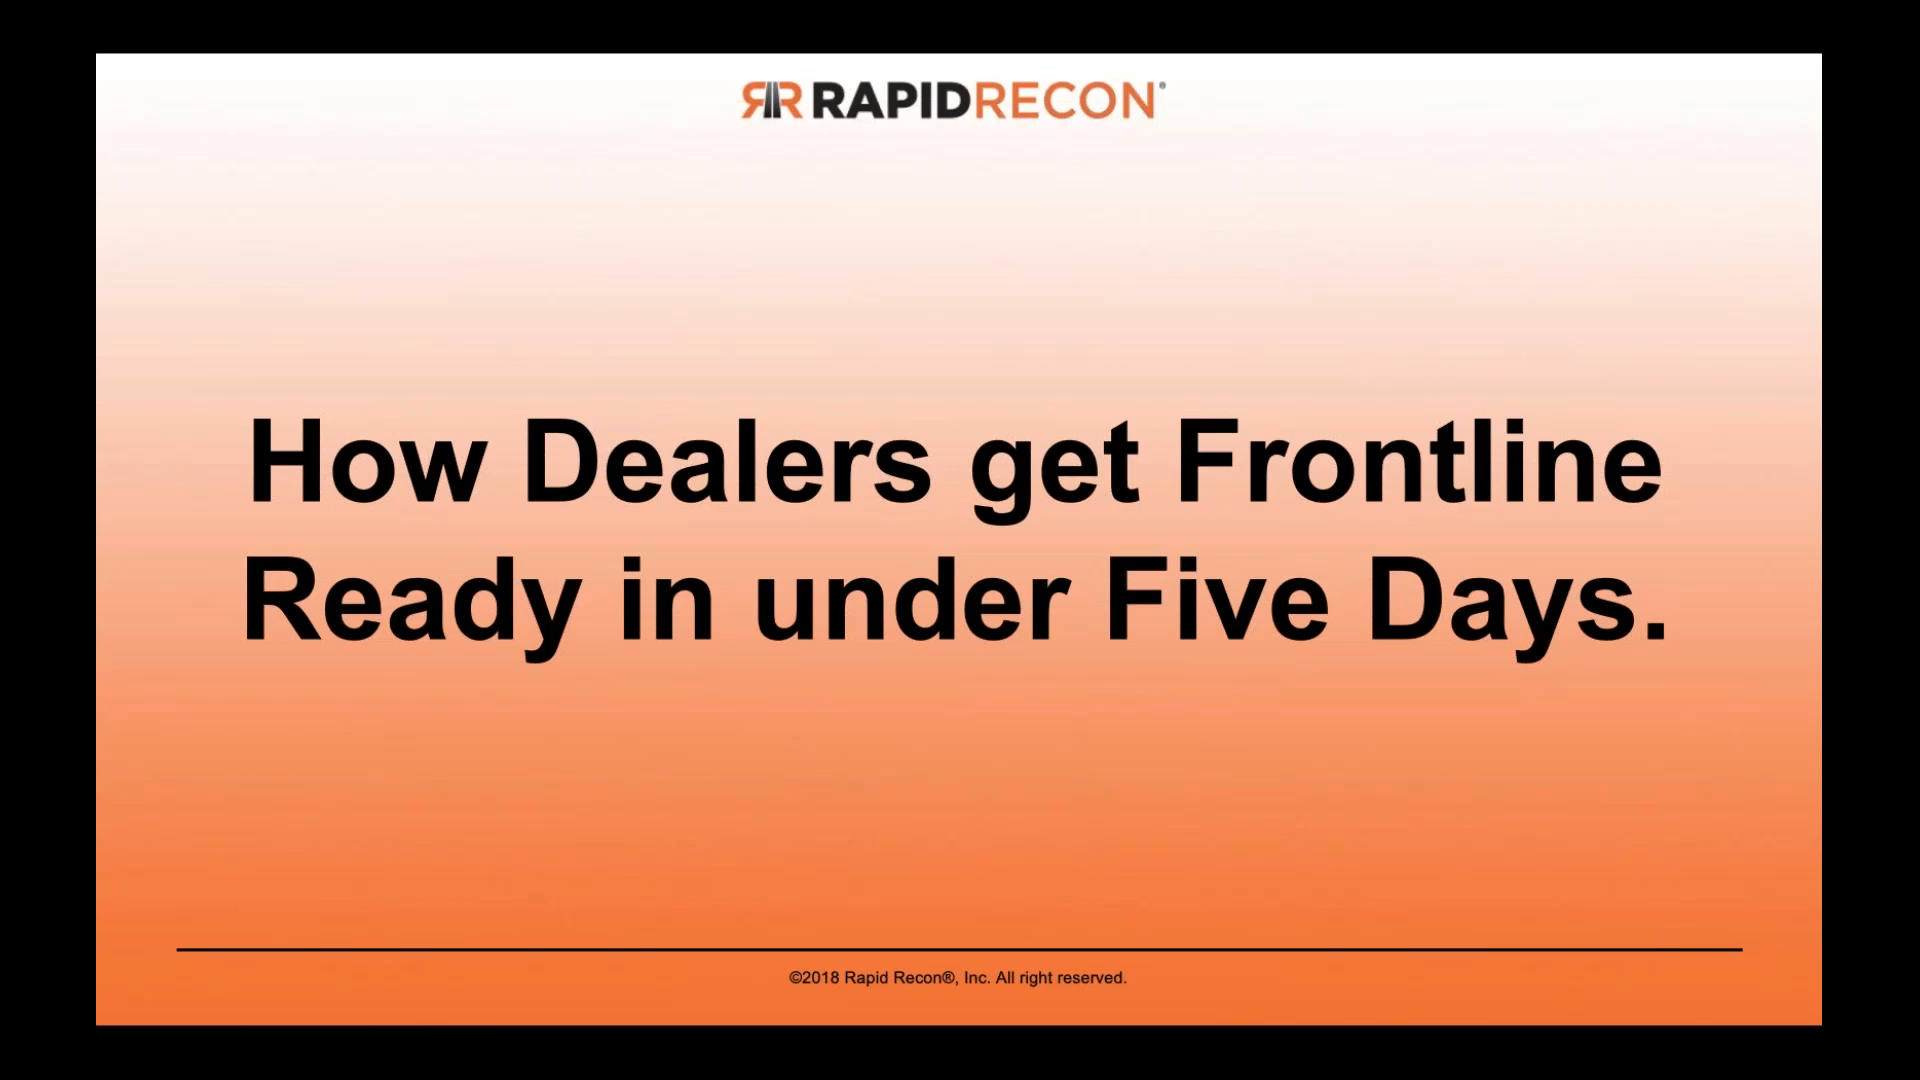 RAPIDRECON®
How Dealers get Frontline
Ready in under Five Days.
©2018 Rapid Recon®, Inc. All right reserved.